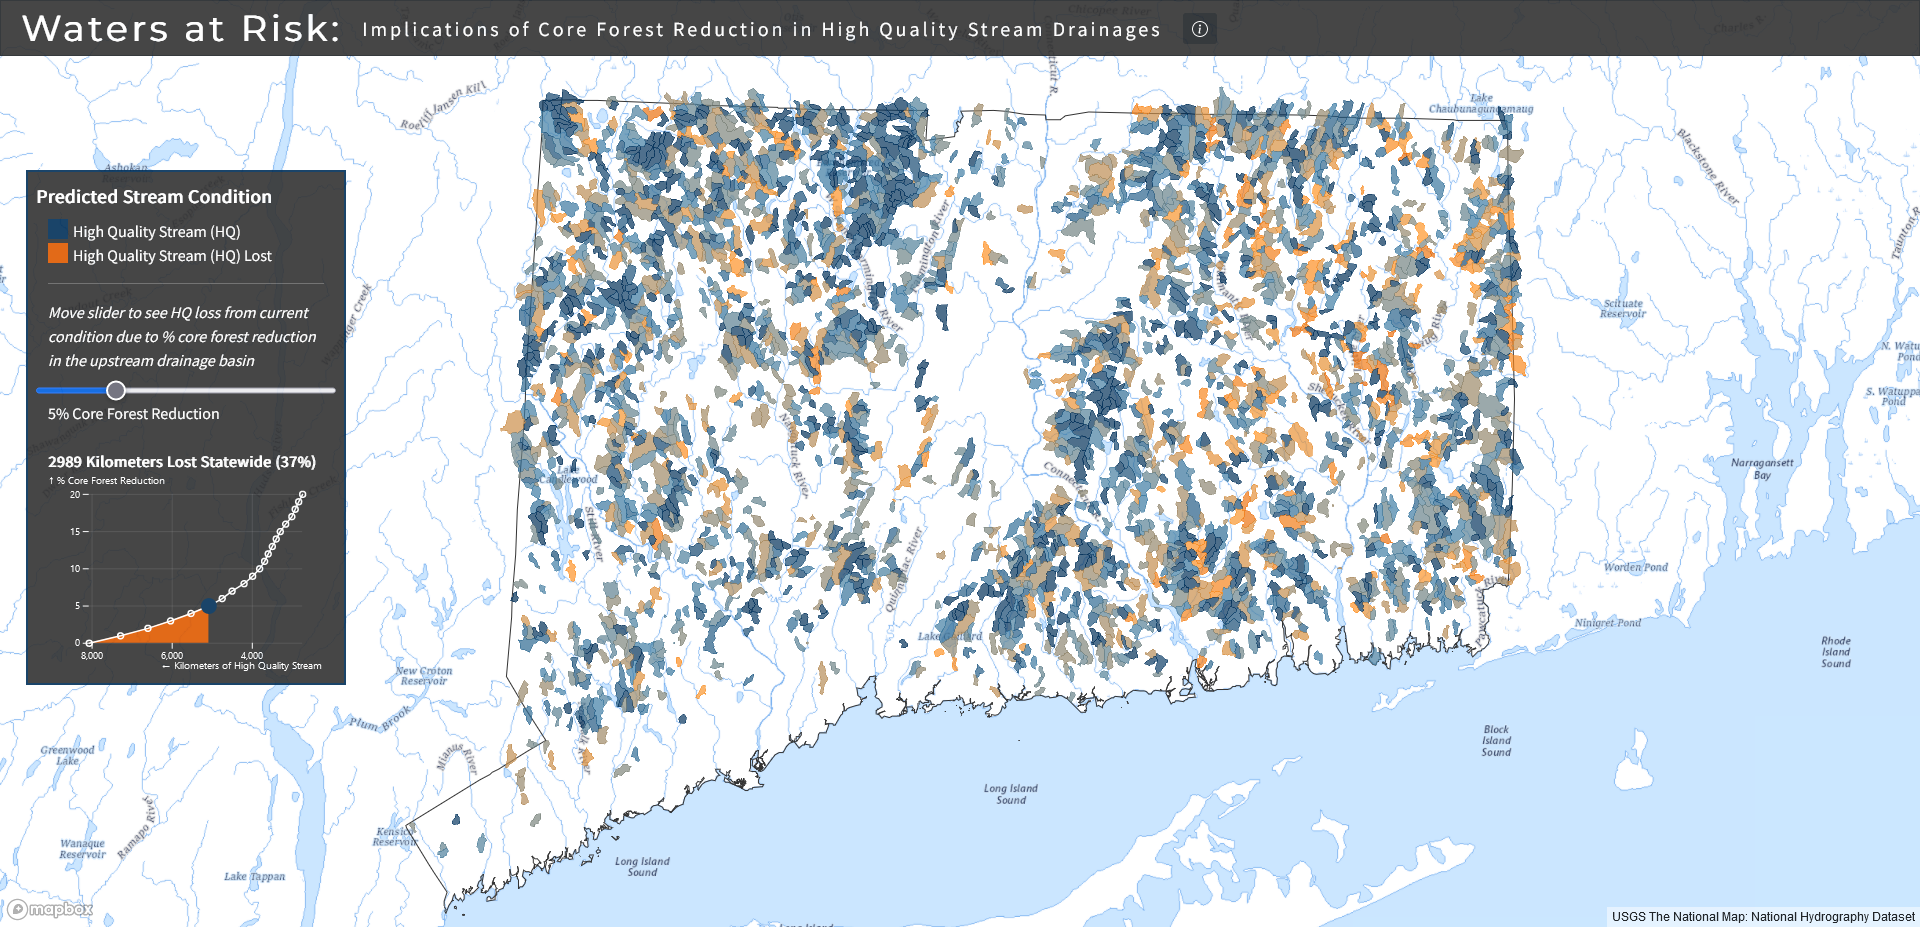 Waters at Risk: Implications of Core Forest Reduction in High Quality Stream Drainages
Predicted Stream Condition
High Quality Stream (HQ)
High Quality Stream (HQ) Lost
Move slider to see HQ loss from current
condition due to % core forest reduction
in the upstream drainage basin
5% Core Forest Reduction
2989 Kilometers Lost Statewide (37%)
↑ % Core Forest Reduction
20
15
10
5
0
8,000 6,000 4,000
← Kilometers of High Quality Stream
Roeliff Jansen Kill
Ashokan
Lake
Chaubunagungamaug
Blackstone River
Scituate
Reservoir
S. Watuppa
Pond
Narragansett
Bay
Worden Pond
Ninigret Pond
Rhode
Island
Sound
Block
Island
Sound
Long Island
Sound
Long Island
Sound
Lake
Candlewood
Naugatuck River
Quinnipiac River
Farmington River
Shetucket River
Lake Gaillard
New Croton
Reservoir
Plum Brook
Mianus River
Kensico
Reservoir
Greenwood
Lake
Ramapo River
Wanaque
Reservoir
Lake Tappan
mapbox
USGS The National Map: National Hydrography Dataset